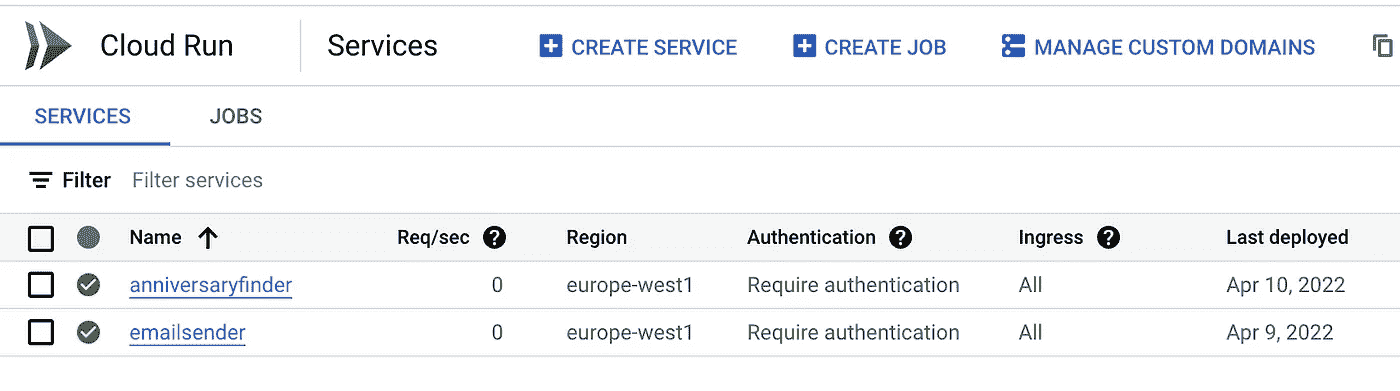 Cloud Run Services CREATE SERVICE CREATE JOB MANAGE CUSTOM DOMAINS
SERVICES JOBS
Filter Filter services
Name Req/sec Region Authentication Ingress Last deployed
anniversaryfinder 0 europe-west1 Require authentication All Apr 10, 2022
emailsender 0 europe-west1 Require authentication All Apr 9, 2022